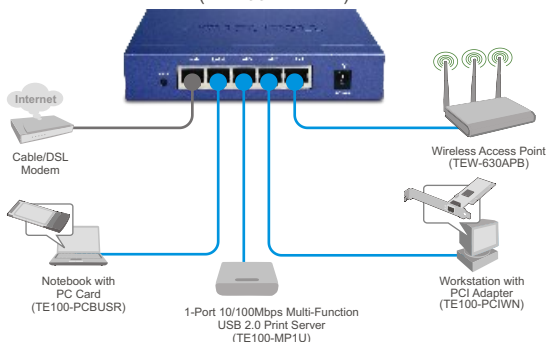 Internet
Cable/DSL
Modem
Wireless Access Point
(TEW-630APB)
Notebook with
PC Card
(TE100-PCBUSR)
1-Port 10/100Mbps Multi-Function
USB 2.0 Print Server
(TE100-MP1U)
Workstation with
PCI Adapter
(TE100-PCIWN)